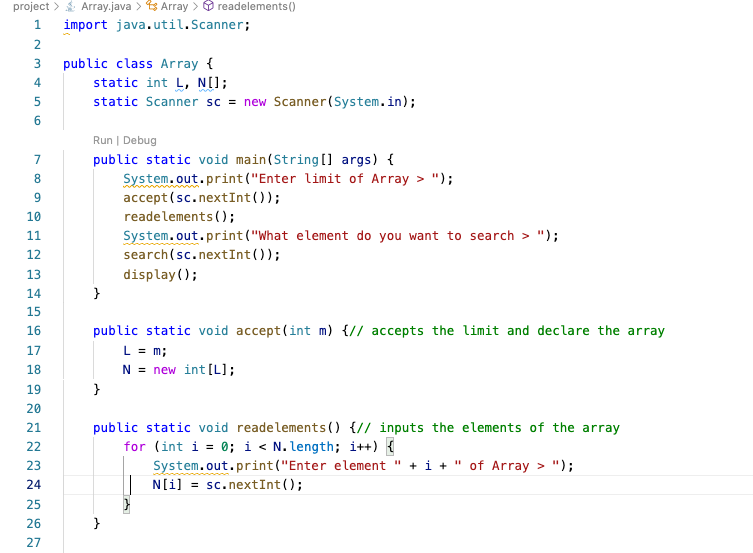 project > Array.java > Array > readelements()
1 import java.util.Scanner;
2
3 public class Array {
4 static int L, N[];
5 static Scanner sc = new Scanner(System.in);
6
Run | Debug
7 public static void main(String[] args) {
8 System.out.print("Enter limit of Array > ");
9 accept(sc.nextInt());
10 readelements();
11 System.out.print("What element do you want to search > ");
12 search(sc.nextInt());
13 display();
14 }
15
16 public static void accept(int m) {// accepts the limit and declare the array
17 L = m;
18 N = new int[L];
19 }
20
21 public static void readelements() {// inputs the elements of the array
22 for (int i = 0; i < N.length; i++) {
23 System.out.print("Enter element " + i + " of Array > ");
24 N[i] = sc.nextInt();
25 }
26 }
27